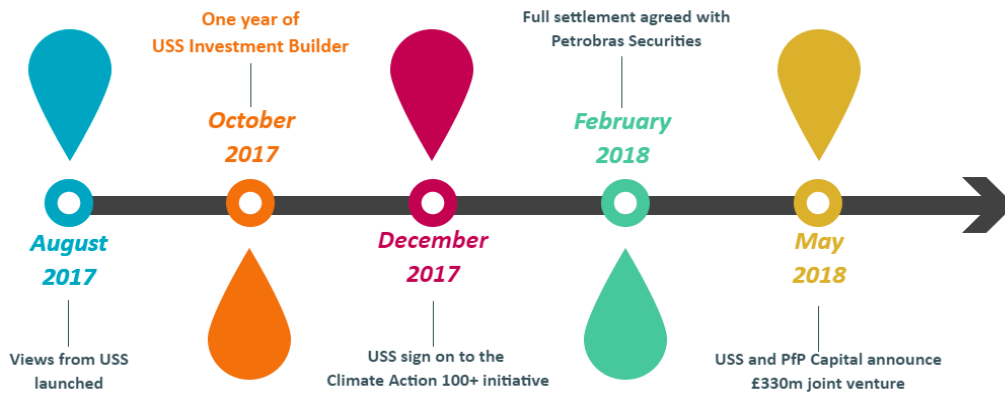 One year of
USS Investment Builder
Full settlement agreed with
Petrobras Securities
October
2017
February
2018
August
2017
December
2017
May
2018
Views from USS
launched
USS sign on to the
Climate Action 100+ initiative
USS and PfP Capital announce
£330m joint venture